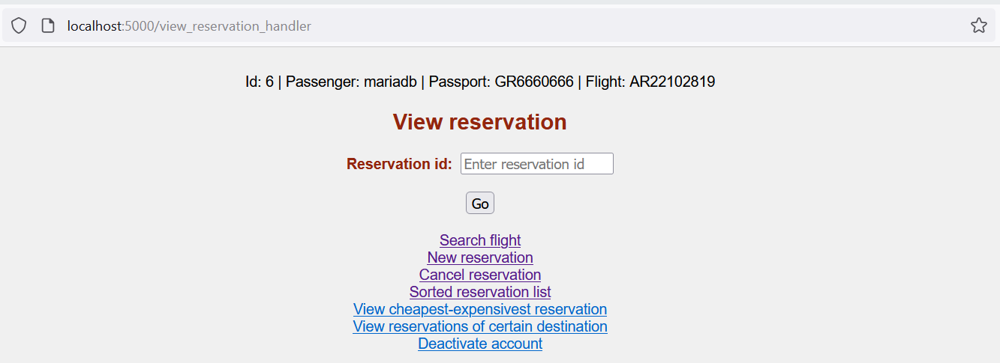 localhost:5000/view_reservation_handler
Id: 6 | Passenger: mariadb | Passport: GR6660666 | Flight: AR22102819
View reservation
Reservation id: Enter reservation id
Go
Search flight
New reservation
Cancel reservation
Sorted reservation list
View cheapest-expensivest reservation
View reservations of certain destination
Deactivate account